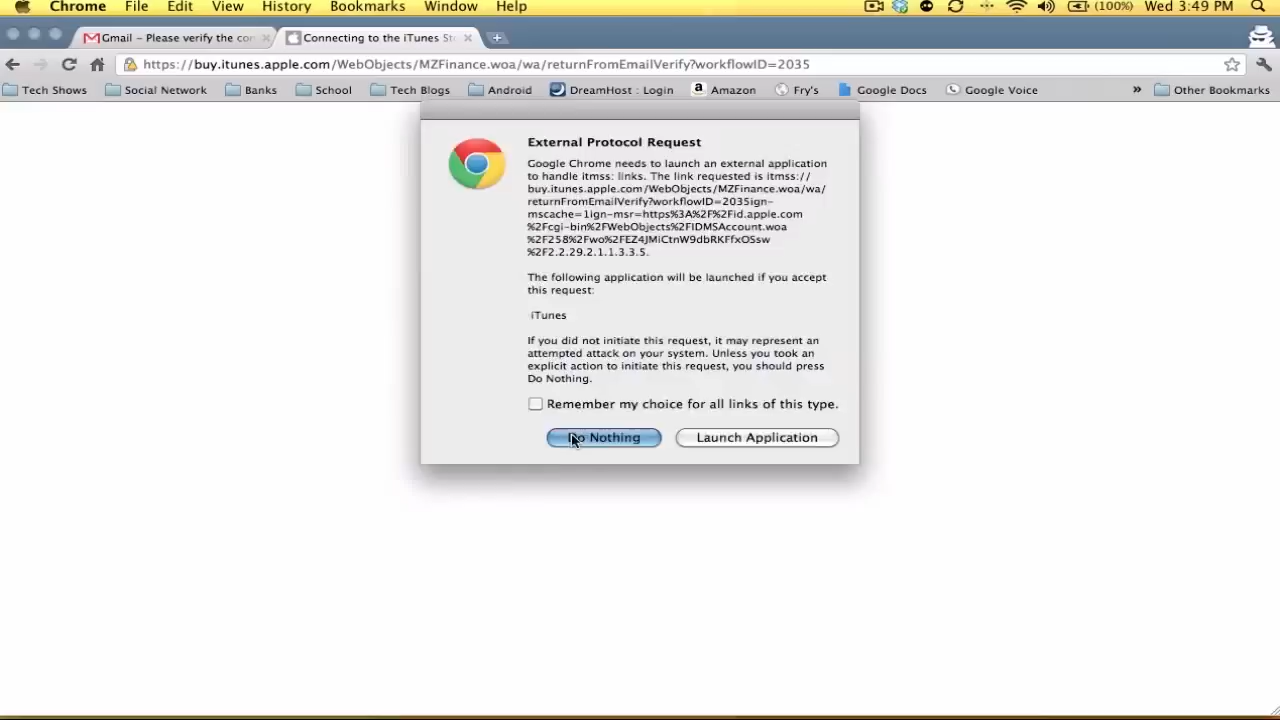 Chrome File Edit View History Bookmarks Window Help (100%) Wed 3:49 PM
Gmail – Please verify the con Connecting to the iTunes St
https://buy.itunes.apple.com/WebObjects/MZFinance.woa/wa/returnFromEmailVerify?workflowID=2035
Tech Shows Social Network Banks School Tech Blogs Android DreamHost : Login Amazon Fry's Google Docs Google Voice » Other Bookmarks
External Protocol Request
Google Chrome needs to launch an external application
to handle itmss: links. The link requested is itmss://
buy.itunes.apple.com/WebObjects/MZFinance.woa/wa/
returnFromEmailVerify?workflowID=2035ign-
mscache=1ign-msr=https%3A%2F%2Fid.apple.com
%2Fcgi-bin%2FWebObjects%2FIDMSAccount.woa
%2F258%2Fwo%2FEZ4JMiCtnW9dbRKFfxOSsw
%2F2.2.29.2.1.1.3.3.5.
The following application will be launched if you accept
this request:
iTunes
If you did not initiate this request, it may represent an
attempted attack on your system. Unless you took an
explicit action to initiate this request, you should press
Do Nothing.
Remember my choice for all links of this type.
Do Nothing Launch Application